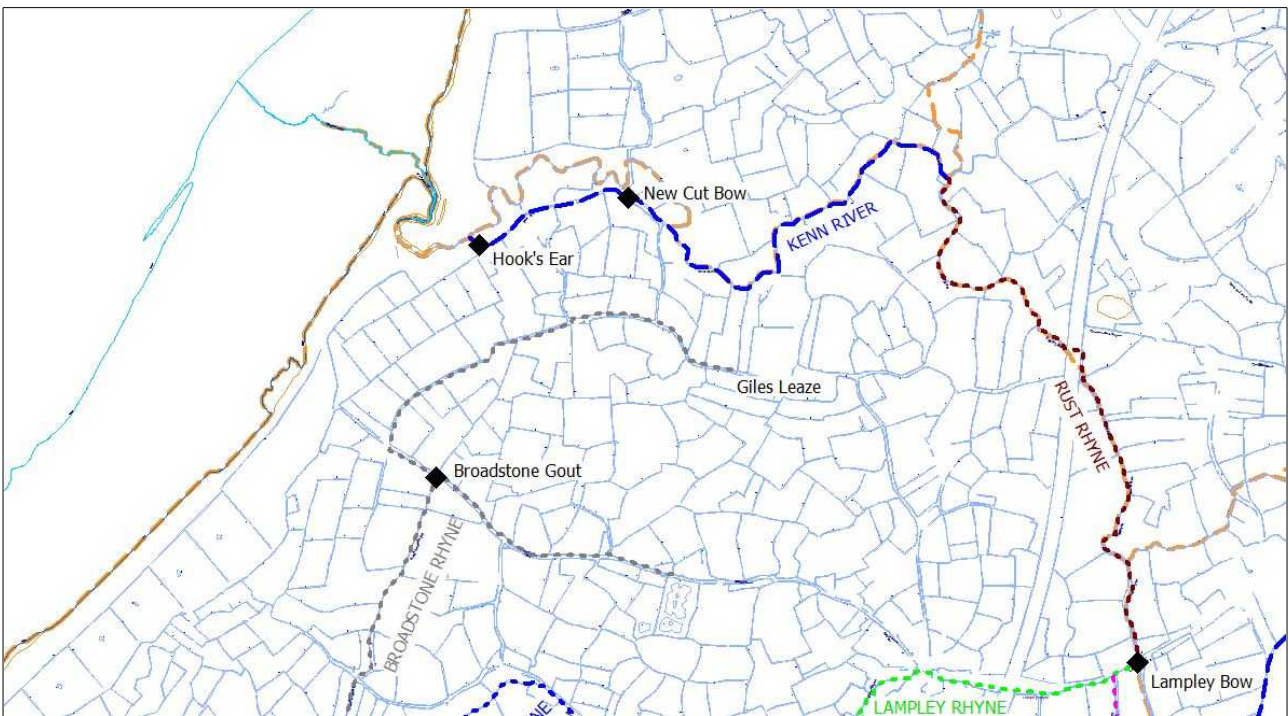 New Cut Bow
KENN RIVER
Hook's Ear
Giles Leaze
RUST RHYNE
Broadstone Gout
BROADSTONE RHYNE
Lampley Bow
LAMPLEY RHYNE